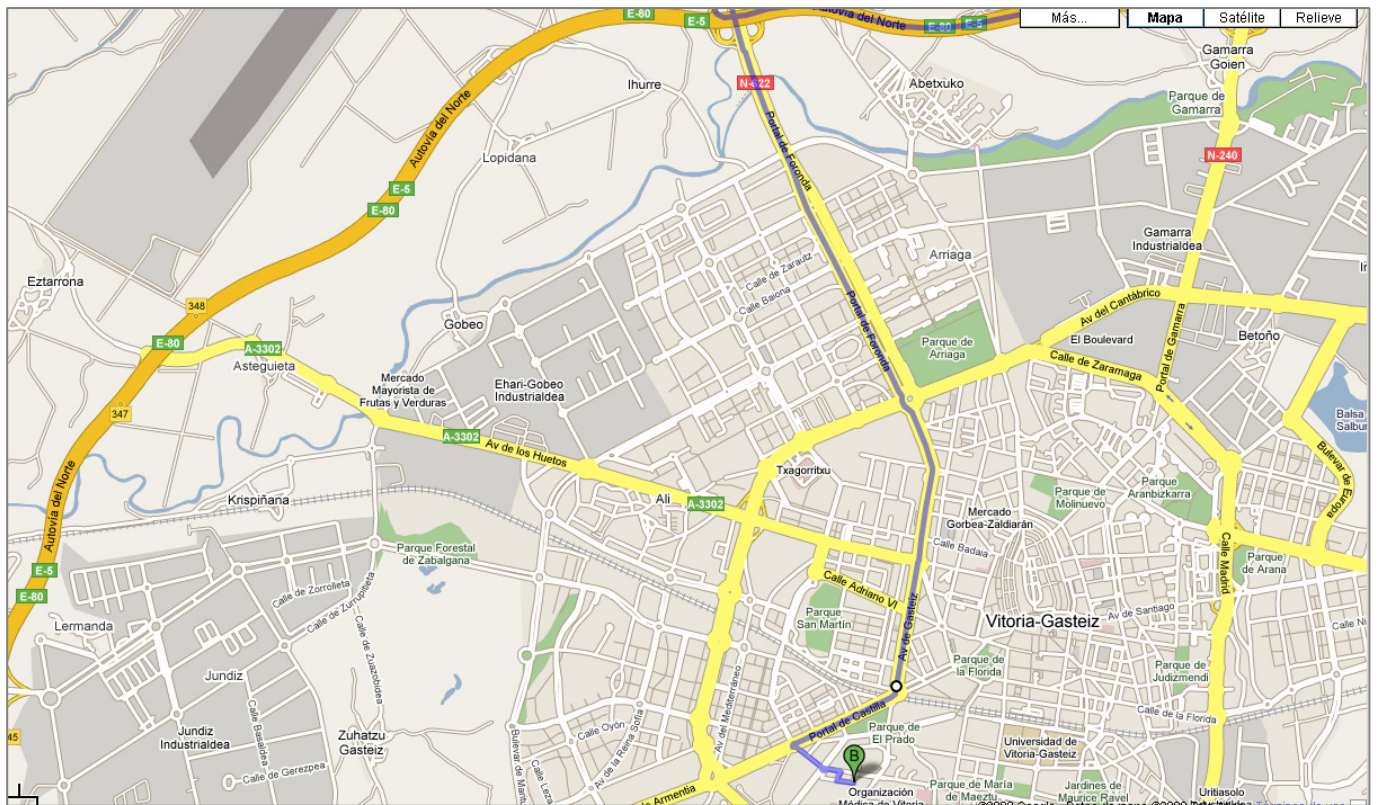 E-80
E-5
Autovía del Norte
E-80
E-5
Más...
Mapa
Satélite
Relieve
Gamarra
Goien
Ihurre
N-622
Abetxuko
Parque de
Gamarra
Autovía del Norte
Portal de Foronda
Lopidana
N-240
E-5
E-80
Gamarra
Industrialdea
Arriaga
Calle de Zarautz
Eztarrona
Calle Baiona
Portal de Foronda
Av del Cantábrico
348
Gobeo
E-80
A-3302
Asteguieta
Parque de
Arriaga
El Boulevard
Betoño
Calle de Zaramaga
Portal de Gamarra
Mercado
Mayorista de
Frutas y Verduras
Ehari-Gobeo
Industrialdea
347
Balsa
Salbur
A-3302
Av de los Huetos
Bulevar de Europa
Txagorritxu
Autovía del Norte
Krispiñana
Ali
A-3302
Parque de
Molinuevo
Parque
Aranbizkarra
Mercado
Gorbea-Zaldiarán
Calle Badaia
Parque Forestal
de Zabalgana
Calle Madrid
Parque
de Arana
E-5
E-80
Calle de Zorrolleta
Calle de Zurrupitieta
Calle Adriano VI
Av de Gasteiz
Lermanda
Parque
San Martín
Av de Santiago
Vitoria-Gasteiz
Calle Ni
Jundiz
Calle de Zuazobidea
Parque de
la Florida
Parque de
Judizmendi
Calle Basaldea
Calle Oyón
Av de la Reina Sofía
Av del Mediterráneo
Portal de Castilla
Calle de la Florida
45
Jundiz
Industrialdea
Zuhatzu
Gasteiz
Parque de
El Prado
Universidad de
Vitoria-Gasteiz
Bulevar de Maritu
Calle Leza
B
Calle de Gerezpea
Organización
Médica de Vitoria
Parque de María
de Maeztu
Jardines de
Maurice Ravel
Uritiasolo
de Armentia